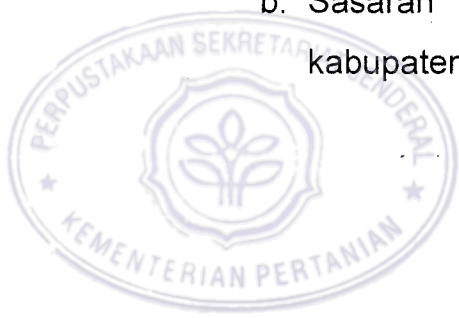 b. Sasaran
kabupater
PERPUSTAKAAN SEKRETARIAT JENDERAL
KEMENTERIAN PERTANIAN